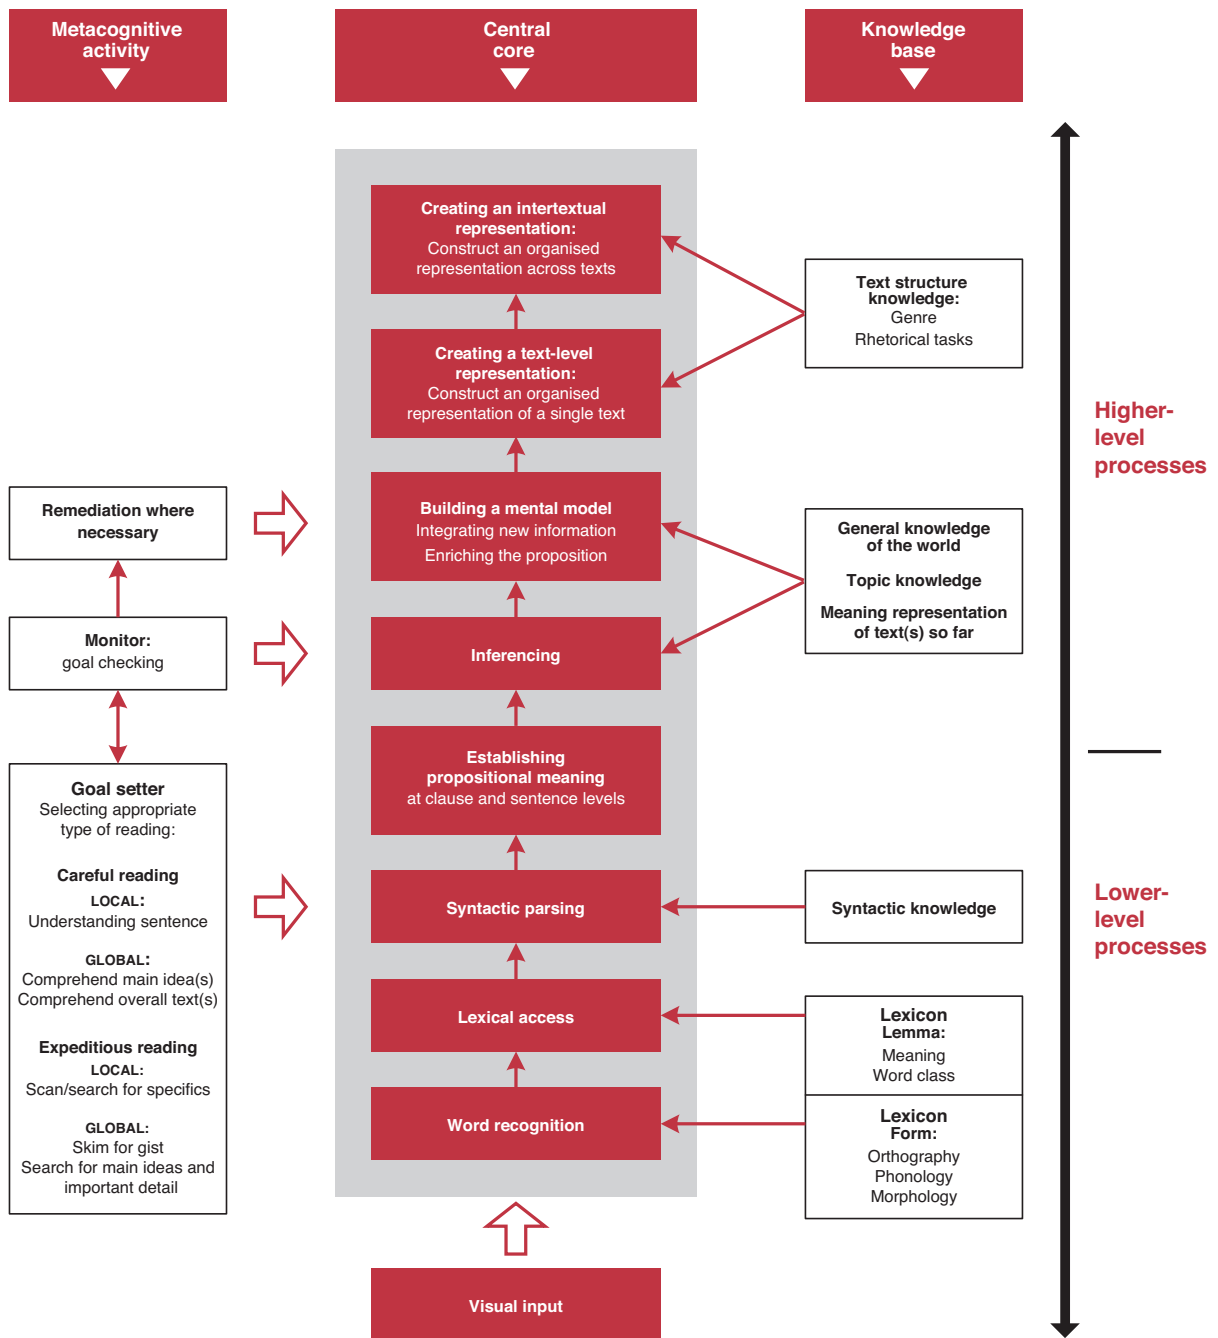 Metacognitive
activity
Central
core
Knowledge
base
Creating an intertextual
representation:
Construct an organised
representation across texts
Creating a text-level
representation:
Construct an organised
representation of a single text
Building a mental model
Integrating new information
Enriching the proposition
Inferencing
Establishing
propositional meaning
at clause and sentence levels
Syntactic parsing
Lexical access
Word recognition
Visual input
Remediation where
necessary
Monitor:
goal checking
Goal setter
Selecting appropriate
type of reading:
Careful reading
LOCAL:
Understanding sentence
GLOBAL:
Comprehend main idea(s)
Comprehend overall text(s)
Expeditious reading
LOCAL:
Scan/search for specifics
GLOBAL:
Skim for gist
Search for main ideas and
important detail
Text structure
knowledge:
Genre
Rhetorical tasks
General knowledge
of the world
Topic knowledge
Meaning representation
of text(s) so far
Syntactic knowledge
Lexicon
Lemma:
Meaning
Word class
Lexicon
Form:
Orthography
Phonology
Morphology
Higher-
level
processes
Lower-
level
processes